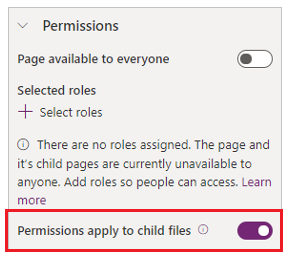 Permissions
Page available to everyone
Selected roles
Select roles
There are no roles assigned. The page and
it's child pages are currently unavailable to
anyone. Add roles so people can access. Learn
more
Permissions apply to child files